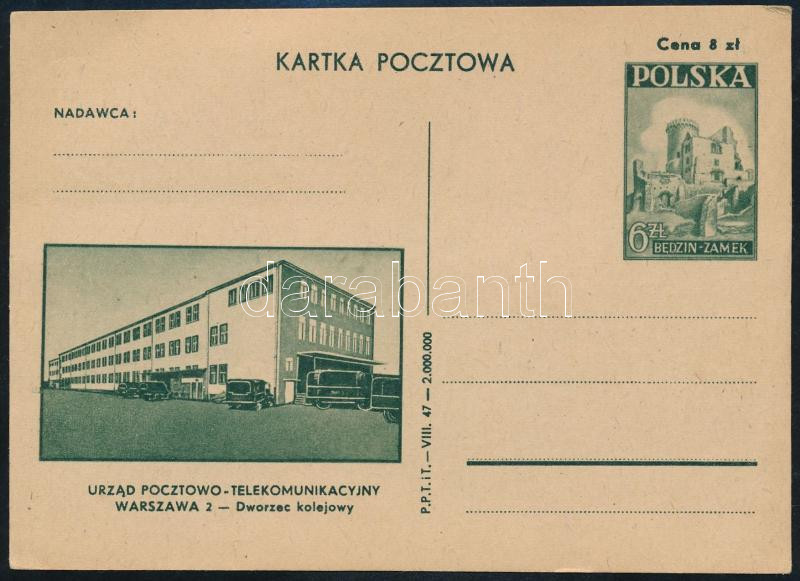 Cena 8 zł
KARTKA POCZTOWA
POLSKA
NADAWCA:
6 ZŁ
BĘDZIN-ZAMEK
darabanth
P.P.T. i T. — VIII. 47 — 2.000.000
URZĄD POCZTOWO-TELEKOMUNIKACYJNY
WARSZAWA 2 — Dworzec kolejowy